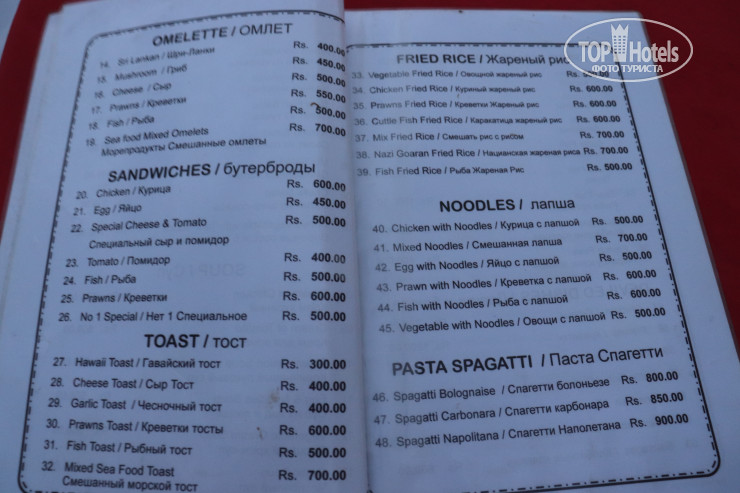 OMELETTE / ОМЛЕТ
14. Sri Lankan / Шри-Ланки Rs. 400.00
15. Mushroom / Гриб Rs. 450.00
16. Cheese / Сыр Rs. 500.00
17. Prawns / Креветки Rs. 550.00
18. Fish / Рыба Rs. 500.00
19. Sea food Mixed Omelets Rs. 700.00
Морепродукты Смешанные омлеты
SANDWICHES / бутерброды
20. Chicken / Курица Rs. 600.00
21. Egg / Яйцо Rs. 450.00
22. Special Cheese & Tomato Rs. 500.00
Специальный сыр и помидор
23. Tomato / Помидор Rs. 400.00
24. Fish / Рыба Rs. 500.00
25. Prawns / Креветки Rs. 600.00
26. No 1 Special / Нет 1 Специальное Rs. 500.00
TOAST / тост
27. Hawaii Toast / Гавайский тост Rs. 300.00
28. Cheese Toast / Сыр Тост Rs. 400.00
29. Garlic Toast / Чесночный тост Rs. 400.00
30. Prawns Toast / Креветки тосты Rs. 600.00
31. Fish Toast / Рыбный тост Rs. 500.00
32. Mixed Sea Food Toast Rs. 700.00
Смешанный морской тост
FRIED RICE / Жареный рис
33. Vegetable Fried Rice / Овощной жареный рис
34. Chicken Fried Rice / Куриный жареный рис Rs. 600.00
35. Prawns Fried Rice / Креветки Жареный рис Rs. 600.00
36. Cuttle Fish Fried Rice / Каракатица жареный рис Rs. 600.00
37. Mix Fried Rice / Смешать рис с рисом Rs. 700.00
38. Nazi Goaran Fried Rice / Нацианская жареная риса Rs. 700.00
39. Fish Fried Rice / Рыба Жареная Рис Rs. 500.00
NOODLES / лапша
40. Chicken with Noodles / Курица с лапшой Rs. 500.00
41. Mixed Noodles / Смешанная лапша Rs. 700.00
42. Egg with Noodles / Яйцо с лапшой Rs. 500.00
43. Prawn with Noodles / Креветка с лапшой Rs. 600.00
44. Fish with Noodles / Рыба с лапшой Rs. 600.00
45. Vegetable with Noodles / Овощи с лапшой Rs. 500.00
PASTA SPAGATTI / Паста Спагетти
46. Spagatti Bolognaise / Спагетти болоньезе Rs. 800.00
47. Spagatti Carbonara / Спагетти карбонара Rs. 850.00
48. Spagatti Napolitana / Спагетти Наполетана Rs. 900.00
TOP Hotels
ФОТО ТУРИСТА